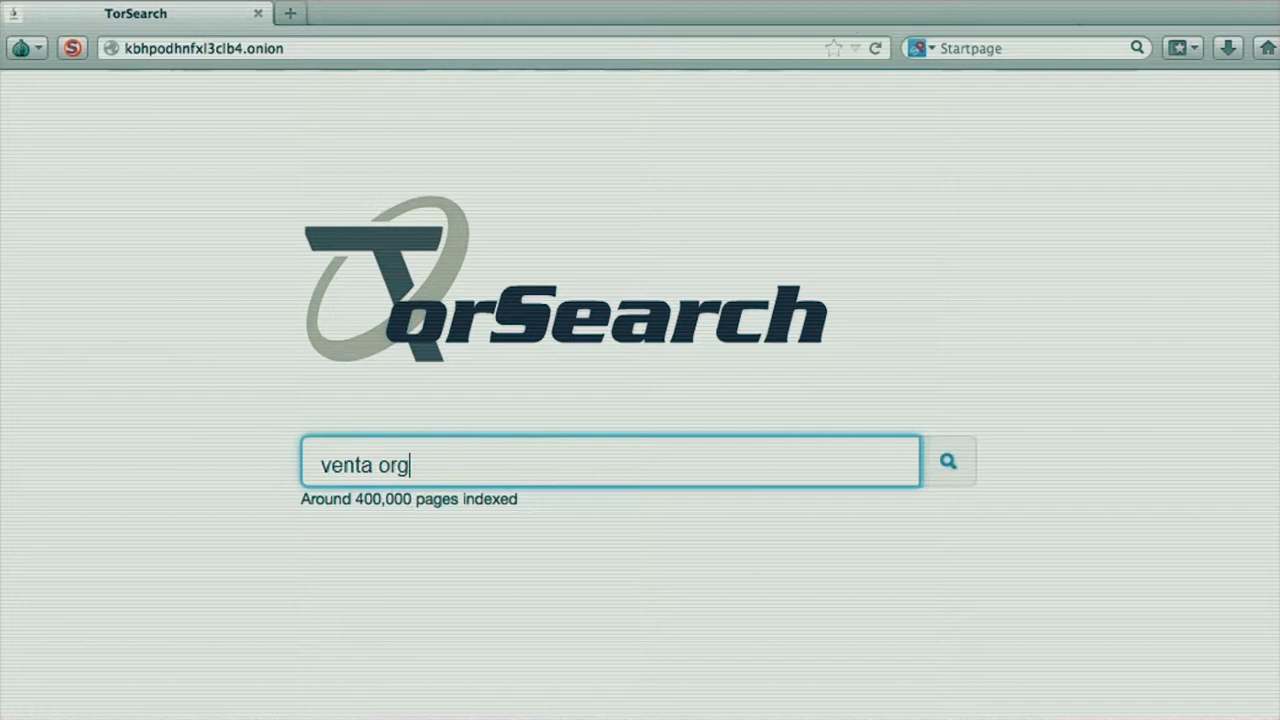 TorSearch
kbhpodhnfxl3clb4.onion
Startpage
TorSearch
venta org
Around 400,000 pages indexed